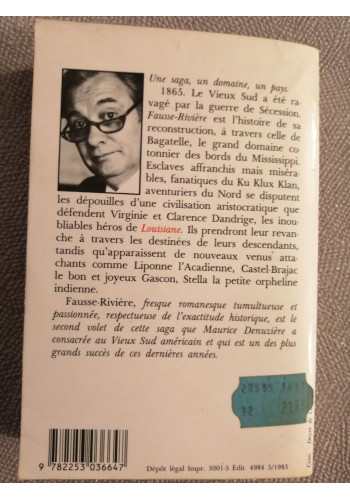 Une saga, un domaine, un pays.
1865. Le Vieux Sud a été ra-
vagé par la guerre de Sécession.
Fausse-Rivière est l'histoire de sa
reconstruction, à travers celle de
Bagatelle, le grand domaine co-
tonnier des bords du Mississippi.
Esclaves affranchis mais miséra-
bles, fanatiques du Ku Klux Klan,
aventuriers du Nord se disputent
les dépouilles d'une civilisation aristocratique que
défendent Virginie et Clarence Dandrige, les inou-
bliables héros de Louisiane. Ils prendront leur revan-
che à travers les destinées de leurs descendants,
tandis qu'apparaissent de nouveaux venus atta-
chants comme Liponne l'Acadienne, Castel-Brajac
le bon et joyeux Gascon, Stella la petite orpheline
indienne.
Fausse-Rivière, fresque romanesque tumultueuse et
passionnée, respectueuse de l'exactitude historique, est le
second volet de cette saga que Maurice Denuzière a
consacrée au Vieux Sud américain et qui est un des plus
grands succès de ces dernières années.
32
9 782253 036647
Dépôt légal Impr. 5001-5 Édit. 4984 5/1985